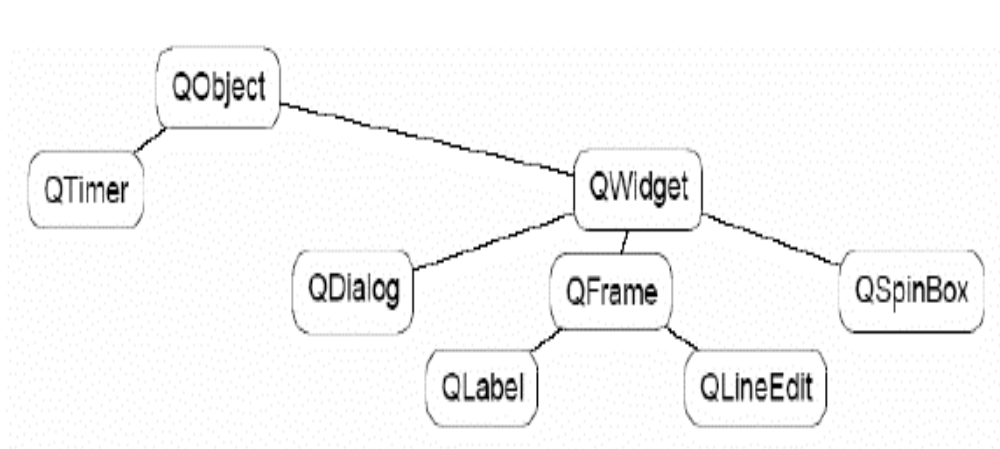 QObject
QTimer
QWidget
QDialog
QFrame
QSpinBox
QLabel
QLineEdit